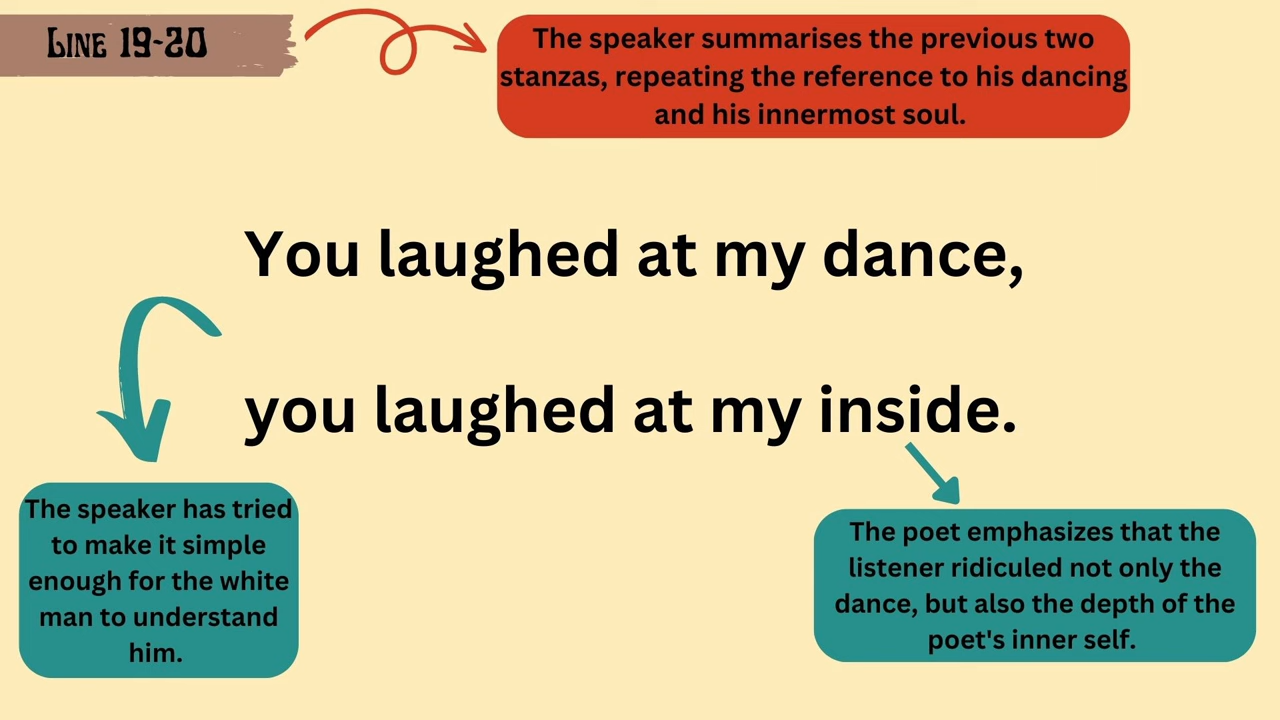 LINE 19-20
The speaker summarises the previous two
stanzas, repeating the reference to his dancing
and his innermost soul.
You laughed at my dance,
you laughed at my inside.
The speaker has tried
to make it simple
enough for the white
man to understand
him.
The poet emphasizes that the
listener ridiculed not only the
dance, but also the depth of the
poet's inner self.